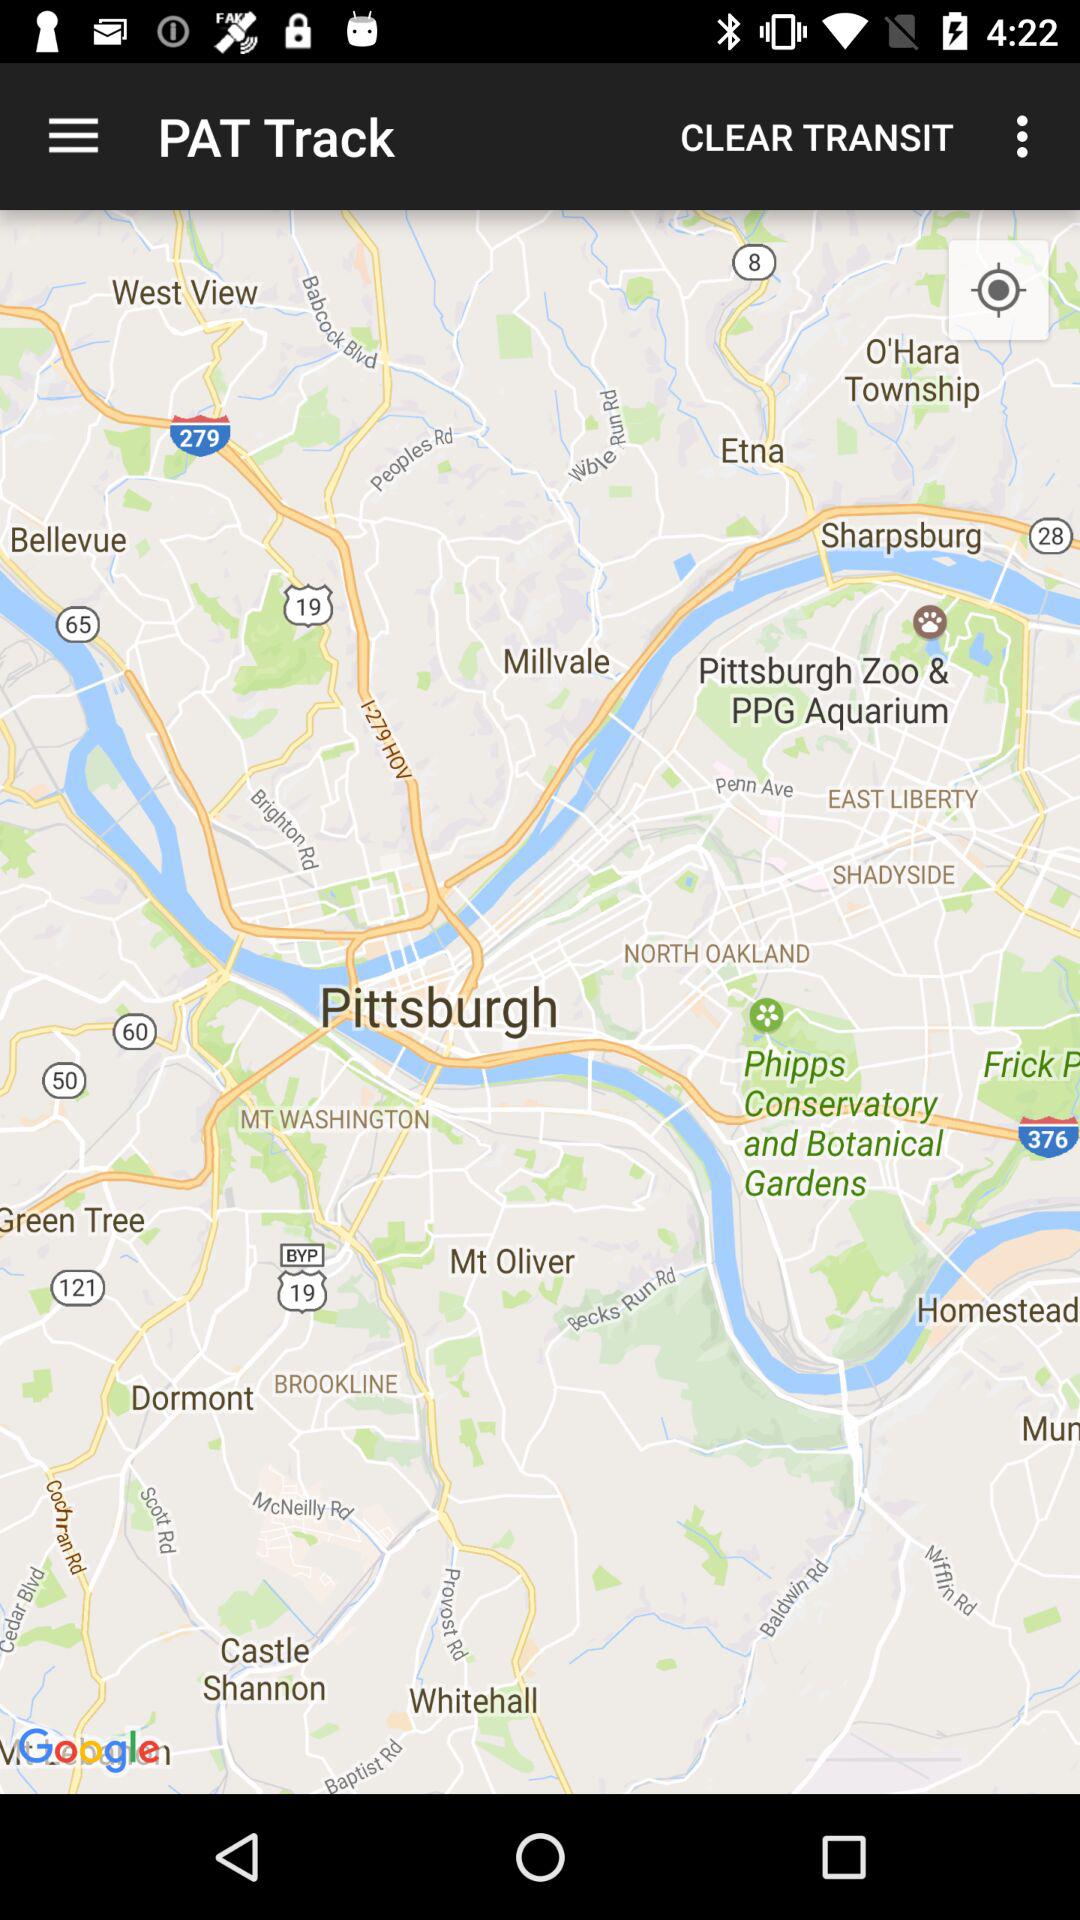 FAKE
4:22
PAT Track
CLEAR TRANSIT
8
West View
Babcock Blvd
O'Hara
Township
279
Peoples Rd
Wible Run Rd
Etna
Bellevue
Sharpsburg
28
19
65
Millvale
Pittsburgh Zoo &
PPG Aquarium
I-279 HOV
Penn Ave
EAST LIBERTY
Brighton Rd
SHADYSIDE
NORTH OAKLAND
Pittsburgh
60
50
Phipps
Conservatory
and Botanical
Gardens
Frick P
MT WASHINGTON
376
Green Tree
BYP
19
Mt Oliver
121
Becks Run Rd
Homestead
Dormont
BROOKLINE
Mun
Cochran Rd
Scott Rd
McNeilly Rd
Cedar Blvd
Provost Rd
Baldwin Rd
Mifflin Rd
Castle
Shannon
Whitehall
Google
Baptist Rd